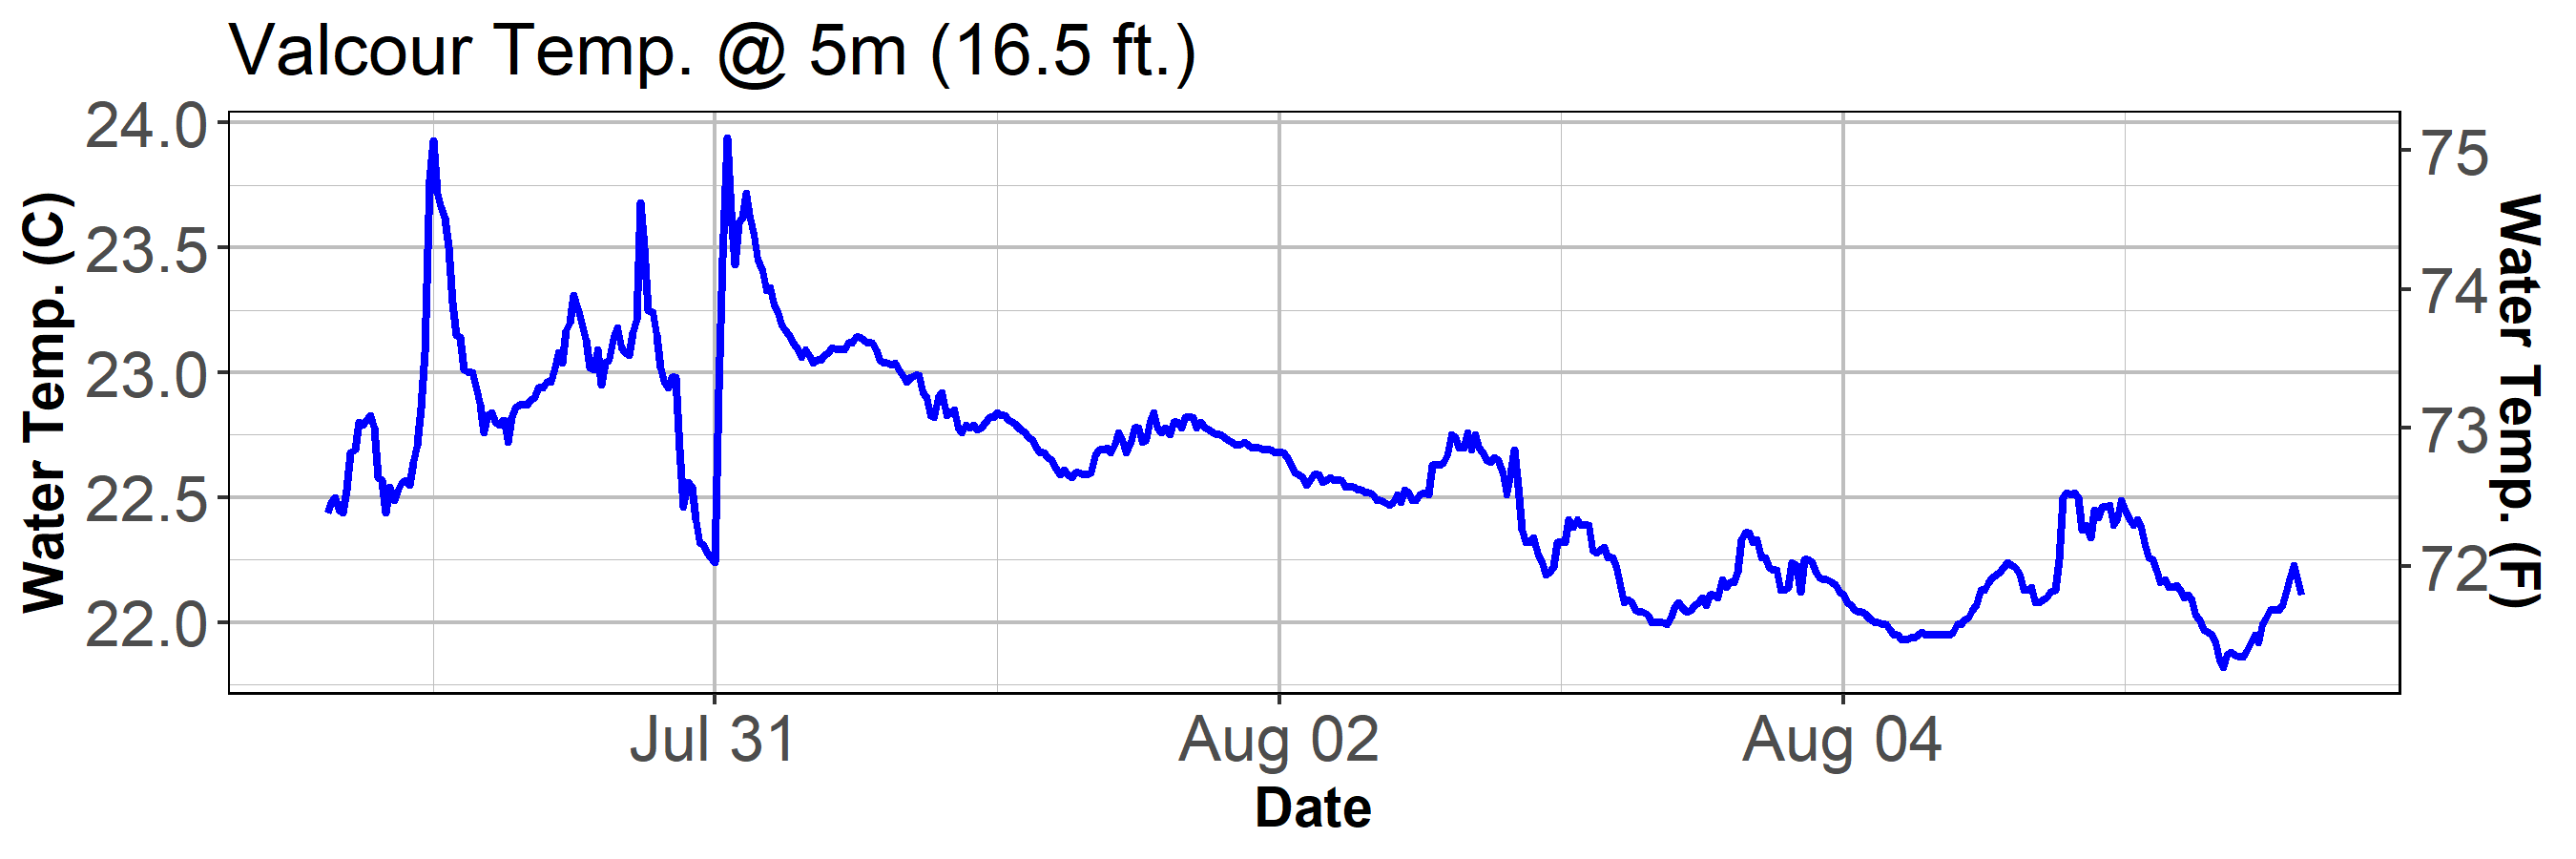 Valcour Temp. @ 5m (16.5 ft.)
24.0
23.5
23.0
22.5
22.0
Water Temp. (C)
75
74
73
72
Water Temp. (F)
Jul 31
Aug 02
Aug 04
Date